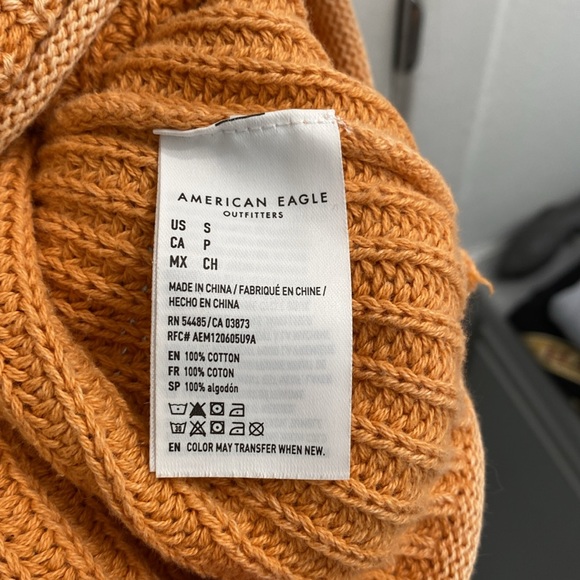 AMERICAN EAGLE
OUTFITTERS
US S
CA P
MX CH
MADE IN CHINA / FABRIQUÉ EN CHINE /
HECHO EN CHINA
RN 54485/CA 03873
RFC# AEM120605U9A
EN 100% COTTON
FR 100% COTON
SP 100% algodón
EN COLOR MAY TRANSFER WHEN NEW.